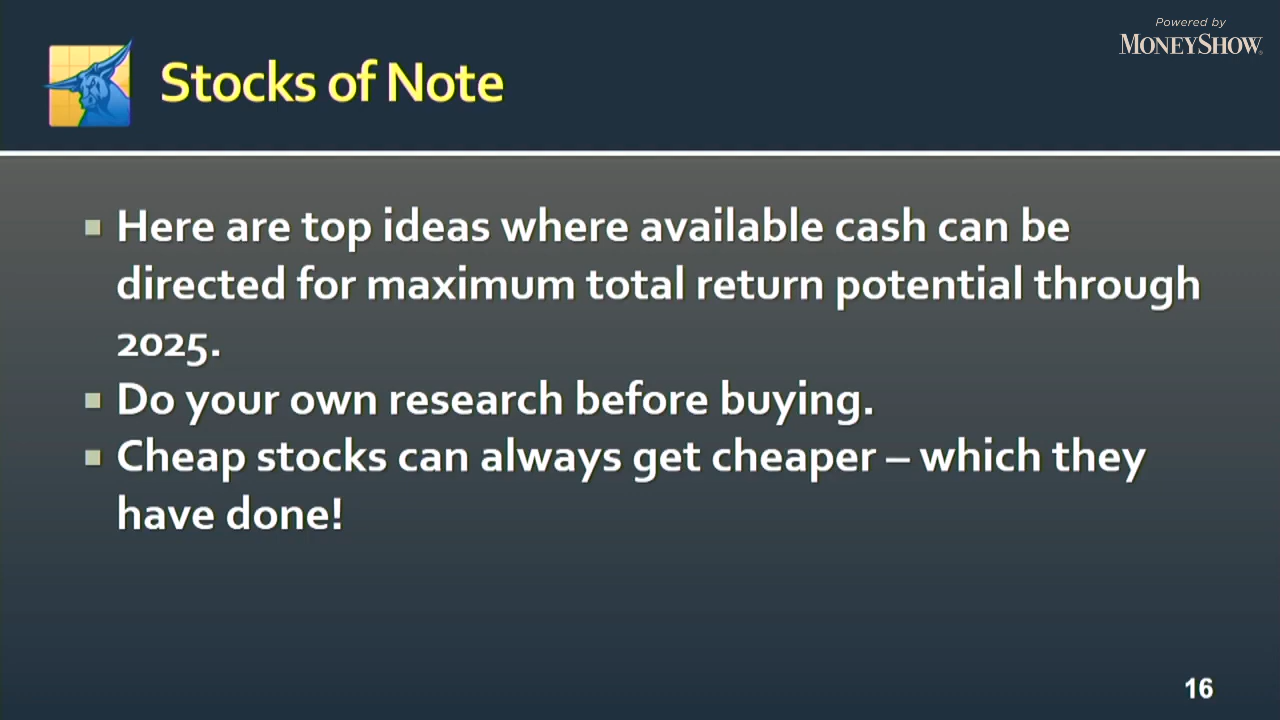 Powered by
MONEYSHOW
Stocks of Note
Here are top ideas where available cash can be
directed for maximum total return potential through
2025.
Do your own research before buying.
Cheap stocks can always get cheaper – which they
have done!
16